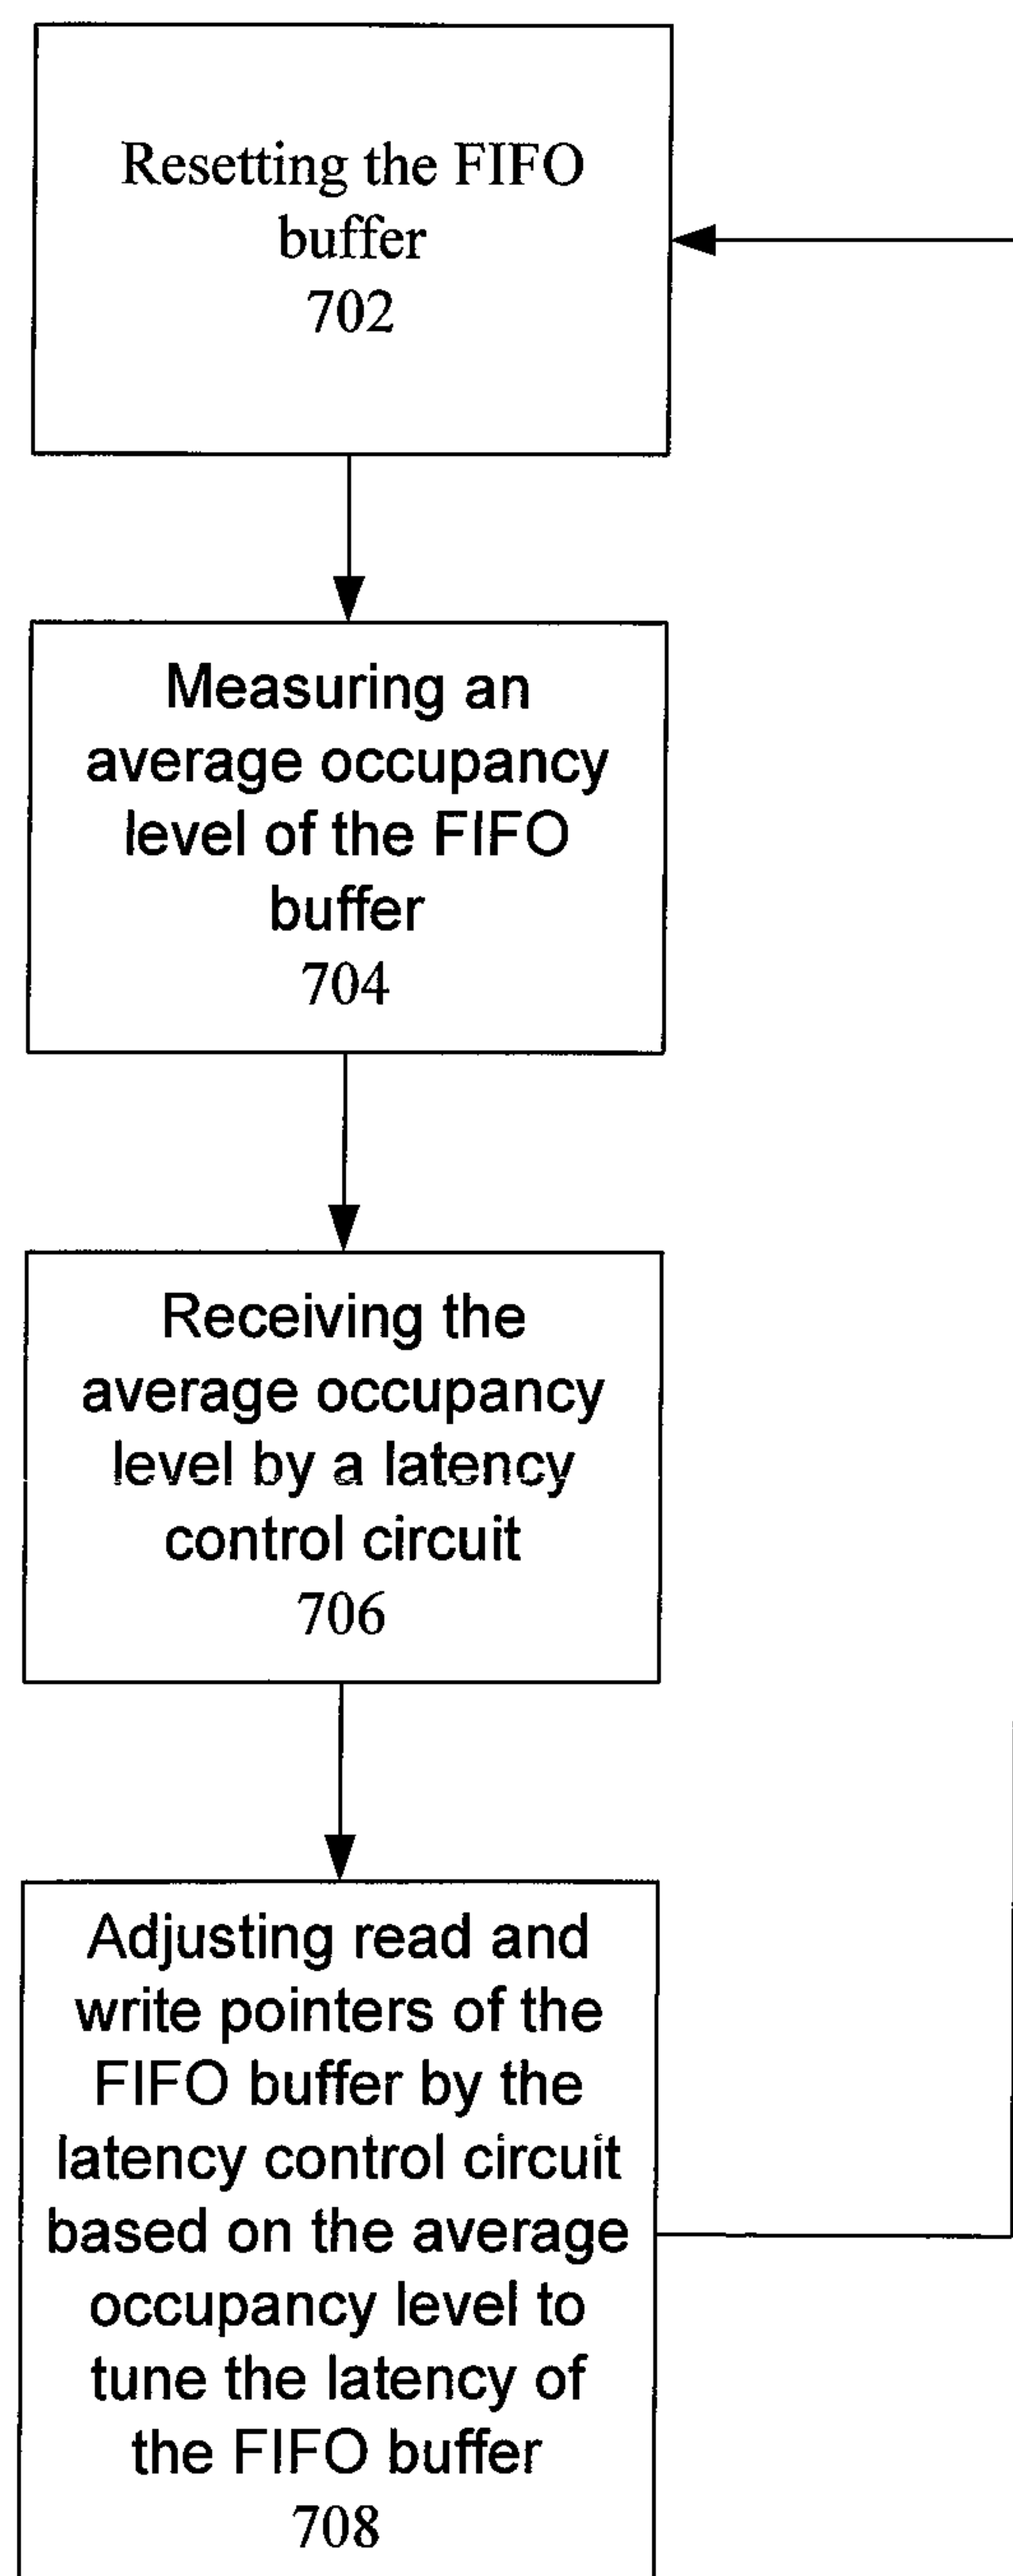 Resetting the FIFO
buffer
702
Measuring an
average occupancy
level of the FIFO
buffer
704
Receiving the
average occupancy
level by a latency
control circuit
706
Adjusting read and
write pointers of the
FIFO buffer by the
latency control circuit
based on the average
occupancy level to
tune the latency of
the FIFO buffer
708